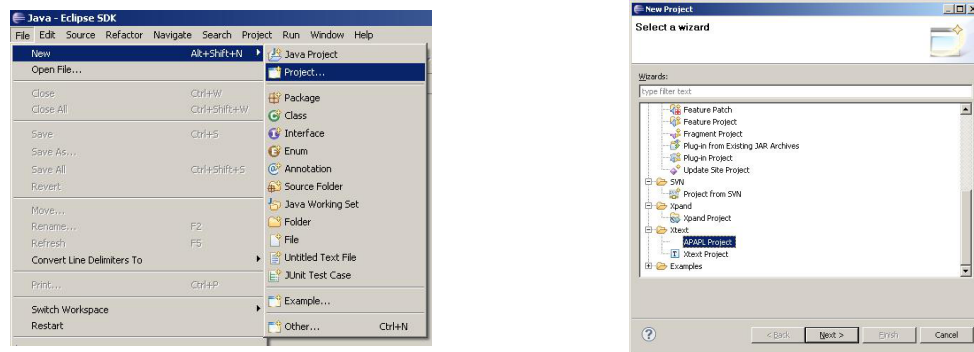 Java - Eclipse SDK
File Edit Source Refactor Navigate Search Project Run Window Help
New Alt+Shift+N
Open File...
Close Ctrl+W
Close All Ctrl+Shift+W
Save Ctrl+S
Save As...
Save All Ctrl+Shift+S
Revert
Move...
Rename... F2
Refresh F5
Convert Line Delimiters To
Print... Ctrl+P
Switch Workspace
Restart
Java Project
Project...
Package
Class
Interface
Enum
Annotation
Source Folder
Java Working Set
Folder
File
Untitled Text File
JUnit Test Case
Example...
Other... Ctrl+N
New Project
Select a wizard
Wizards:
type filter text
Feature Patch
Feature Project
Fragment Project
Plug-in from Existing JAR Archives
Plug-in Project
Update Site Project
SVN
Project from SVN
Xpand
Xpand Project
Xtext
APAPL Project
Xtext Project
Examples
< Back Next > Finish Cancel